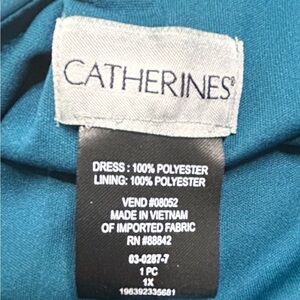 CATHERINES®
DRESS: 100% POLYESTER
LINING: 100% POLYESTER
VEND #08052
MADE IN VIETNAM
OF IMPORTED FABRIC
RN #88842
03-0287-7
1 PC
1X
196392335681